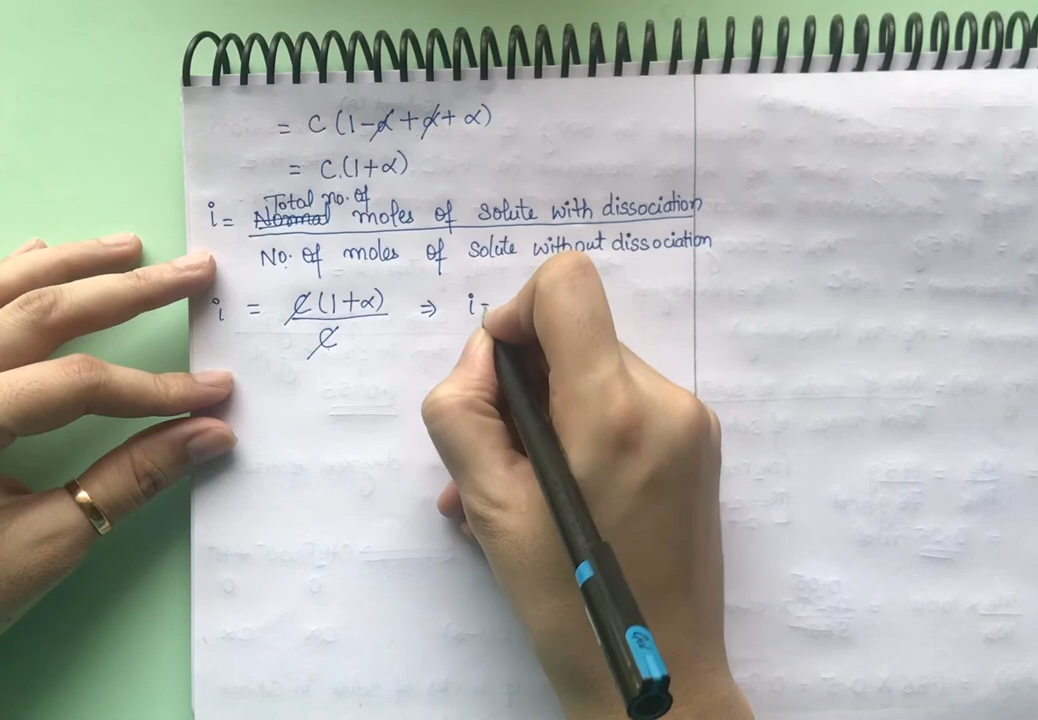 = C (1-α+α+α)
= C.(1+α)
Total no. of
i = Normal moles of solute with dissociation
No. of moles of solute without dissociation
i = C(1+α) ⇒ i =
C